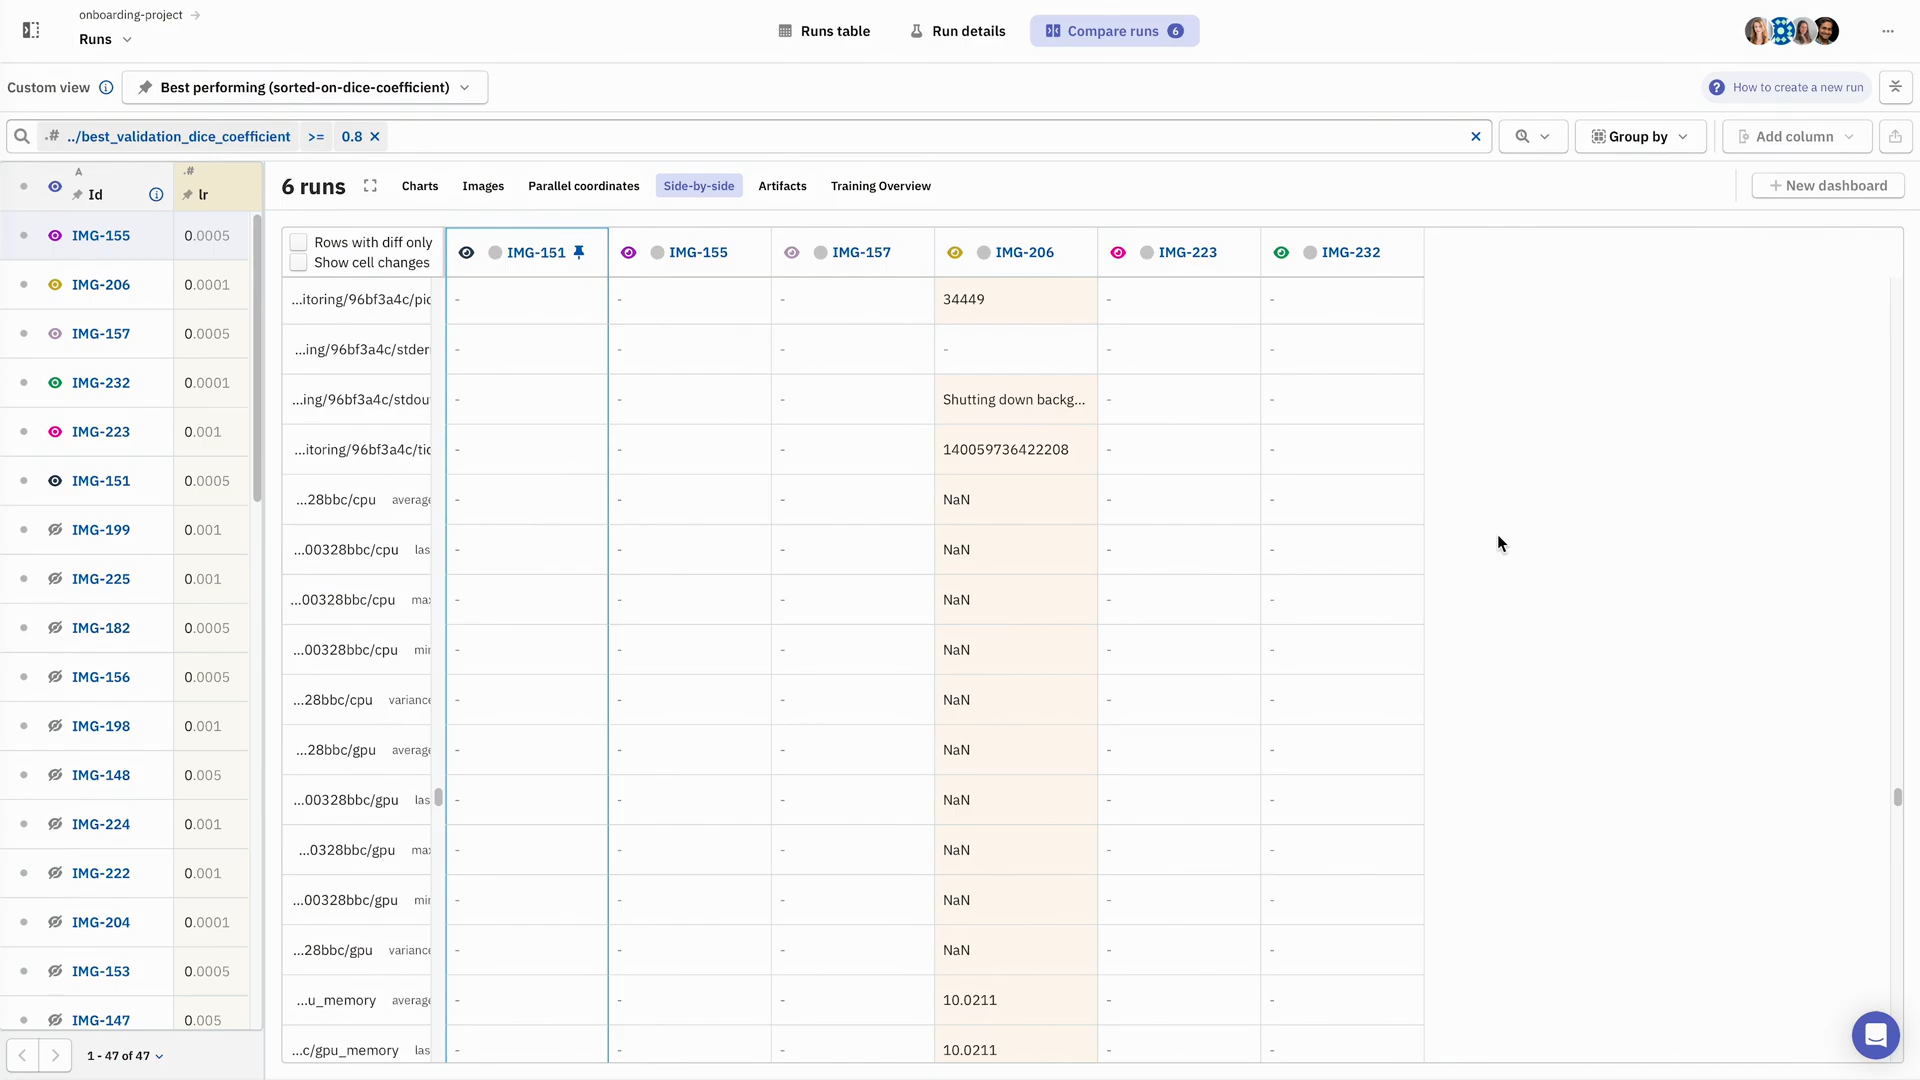 onboarding-project
Runs
Runs table
Run details
Compare runs 6
...
Custom view
Best performing (sorted-on-dice-coefficient)
? How to create a new run
.# ../best_validation_dice_coefficient >= 0.8
Group by
Add column
A
Id
.#
lr
6 runs
Charts
Images
Parallel coordinates
Side-by-side
Artifacts
Training Overview
+ New dashboard
IMG-155 0.0005
IMG-206 0.0001
IMG-157 0.0005
IMG-232 0.0001
IMG-223 0.001
IMG-151 0.0005
IMG-199 0.001
IMG-225 0.001
IMG-182 0.0005
IMG-156 0.0005
IMG-198 0.001
IMG-148 0.005
IMG-224 0.001
IMG-222 0.001
IMG-204 0.0001
IMG-153 0.0005
IMG-147 0.005
1 - 47 of 47
Rows with diff only
Show cell changes
IMG-151 IMG-155 IMG-157 IMG-206 IMG-223 IMG-232
...itoring/96bf3a4c/pid - - - 34449 - -
...ing/96bf3a4c/stder - - - - - -
...ing/96bf3a4c/stdou - - - Shutting down backg... - -
...itoring/96bf3a4c/tid - - - 140059736422208 - -
...28bbc/cpu average - - - NaN - -
...00328bbc/cpu las - - - NaN - -
...00328bbc/cpu max - - - NaN - -
...00328bbc/cpu min - - - NaN - -
...28bbc/cpu variance - - - NaN - -
...28bbc/gpu average - - - NaN - -
...00328bbc/gpu las - - - NaN - -
...0328bbc/gpu max - - - NaN - -
...00328bbc/gpu min - - - NaN - -
...28bbc/gpu variance - - - NaN - -
...u_memory average - - - 10.0211 - -
...c/gpu_memory las - - - 10.0211 - -